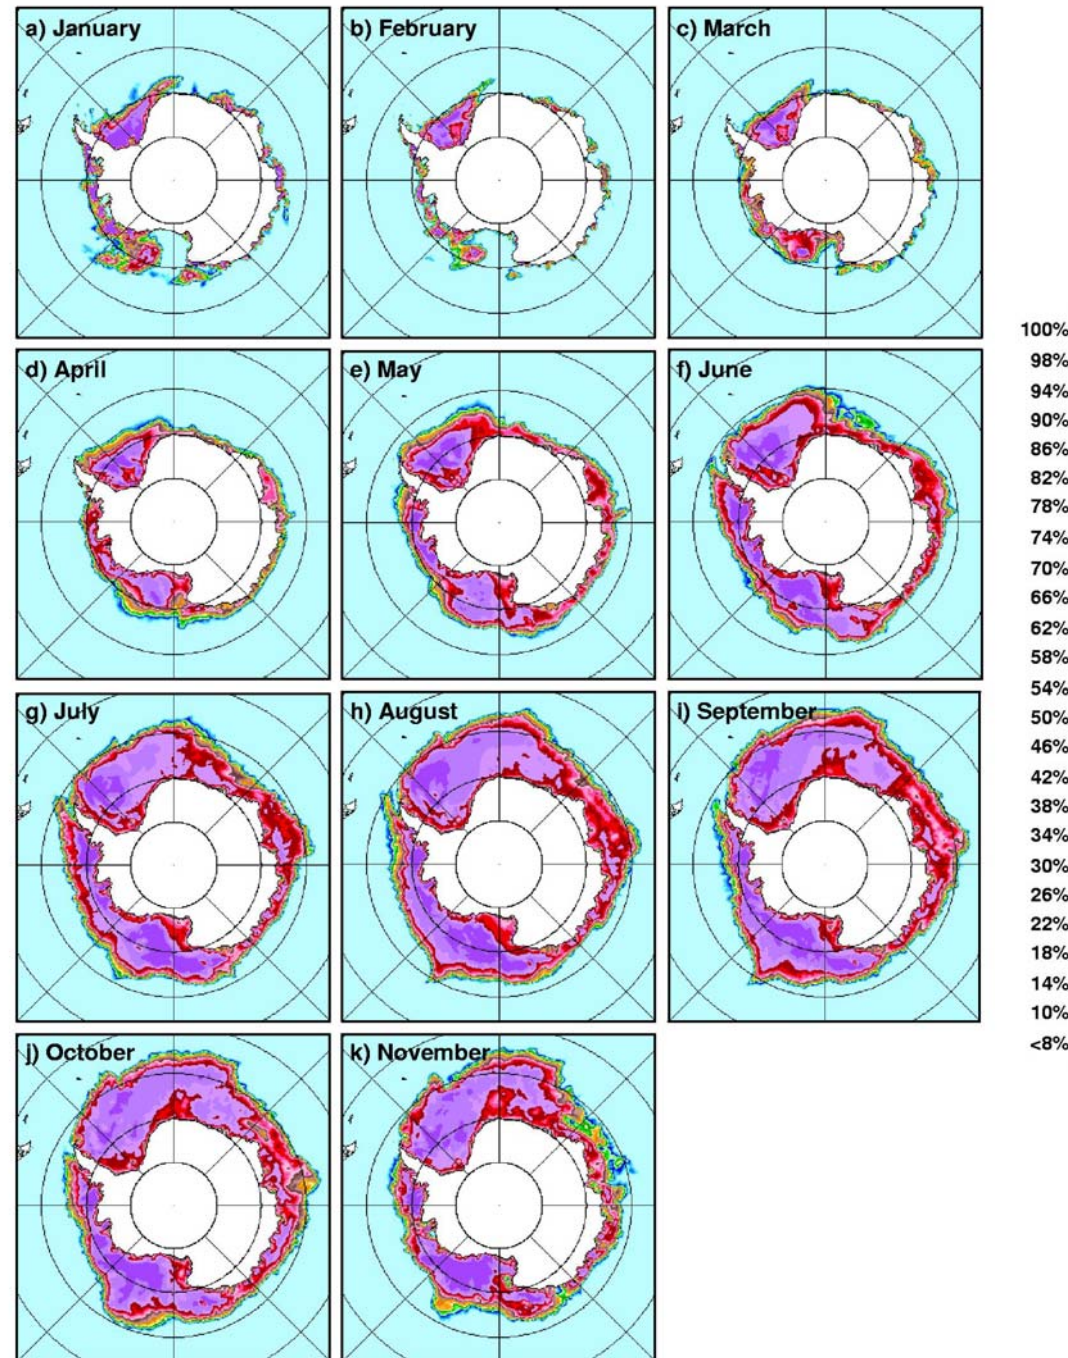 a) January
b) February
c) March
d) April
e) May
f) June
g) July
h) August
i) September
j) October
k) November
100%
98%
94%
90%
86%
82%
78%
74%
70%
66%
62%
58%
54%
50%
46%
42%
38%
34%
30%
26%
22%
18%
14%
10%
<8%